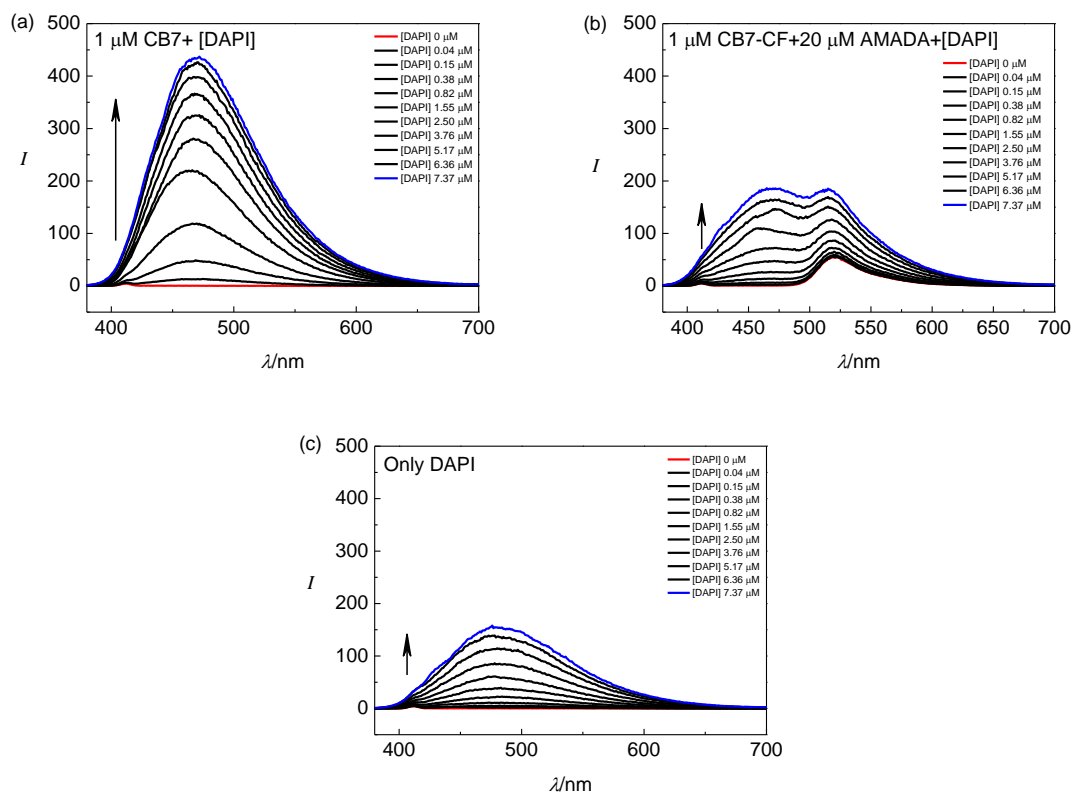 (a)
500
400
300
200
100
0
I
1 μM CB7+ [DAPI]
[DAPI] 0 μM
[DAPI] 0.04 μM
[DAPI] 0.15 μM
[DAPI] 0.38 μM
[DAPI] 0.82 μM
[DAPI] 1.55 μM
[DAPI] 2.50 μM
[DAPI] 3.76 μM
[DAPI] 5.17 μM
[DAPI] 6.36 μM
[DAPI] 7.37 μM
400 500 600 700
λ/nm
(b)
500
400
300
200
100
0
I
1 μM CB7-CF+20 μM AMADA+[DAPI]
[DAPI] 0 μM
[DAPI] 0.04 μM
[DAPI] 0.15 μM
[DAPI] 0.38 μM
[DAPI] 0.82 μM
[DAPI] 1.55 μM
[DAPI] 2.50 μM
[DAPI] 3.76 μM
[DAPI] 5.17 μM
[DAPI] 6.36 μM
[DAPI] 7.37 μM
400 450 500 550 600 650 700
λ/nm
(c)
500
400
300
200
100
0
I
Only DAPI
[DAPI] 0 μM
[DAPI] 0.04 μM
[DAPI] 0.15 μM
[DAPI] 0.38 μM
[DAPI] 0.82 μM
[DAPI] 1.55 μM
[DAPI] 2.50 μM
[DAPI] 3.76 μM
[DAPI] 5.17 μM
[DAPI] 6.36 μM
[DAPI] 7.37 μM
400 500 600 700
λ/nm